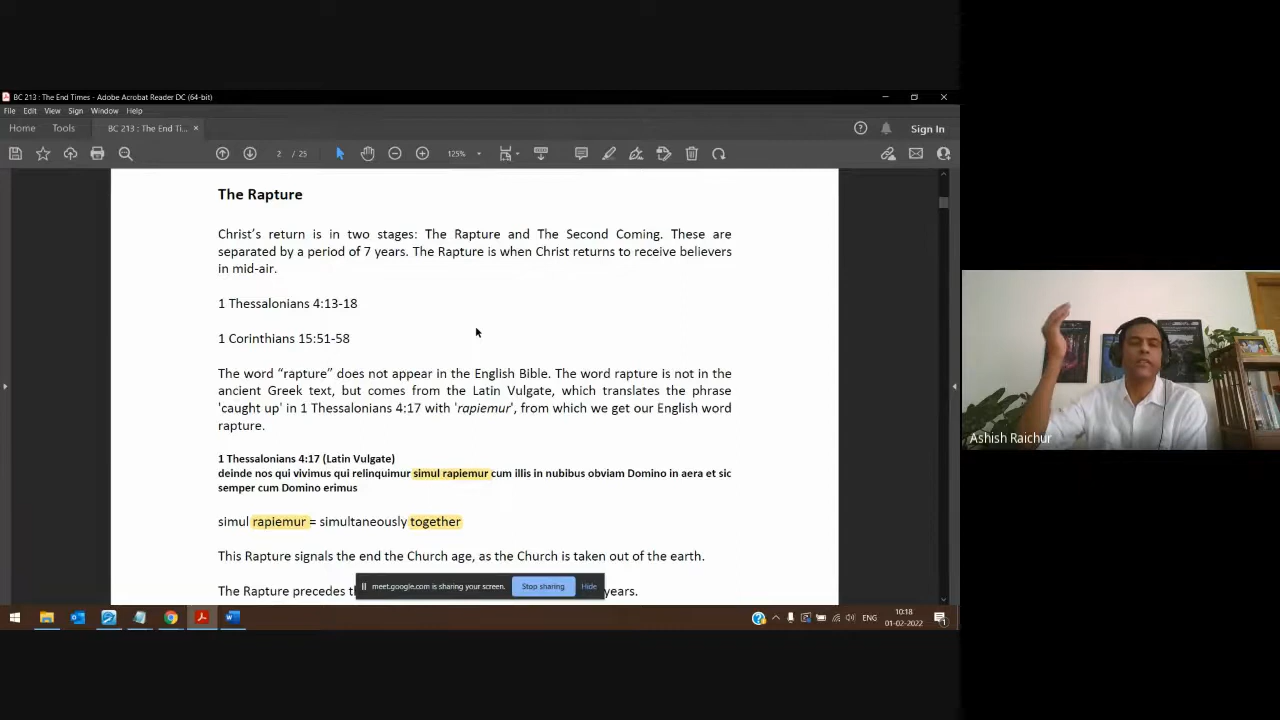 BC 213 : The End Times - Adobe Acrobat Reader DC (64-bit)
File Edit View Sign Window Help
Home Tools BC 213 : The End Ti... × Sign In
2 / 25 125%
The Rapture
Christ's return is in two stages: The Rapture and The Second Coming. These are
separated by a period of 7 years. The Rapture is when Christ returns to receive believers
in mid-air.
1 Thessalonians 4:13-18
1 Corinthians 15:51-58
The word “rapture” does not appear in the English Bible. The word rapture is not in the
ancient Greek text, but comes from the Latin Vulgate, which translates the phrase
'caught up' in 1 Thessalonians 4:17 with 'rapiemur', from which we get our English word
rapture.
1 Thessalonians 4:17 (Latin Vulgate)
deinde nos qui vivimus qui relinquimur simul rapiemur cum illis in nubibus obviam Domino in aera et sic
semper cum Domino erimus
simul rapiemur = simultaneously together
This Rapture signals the end the Church age, as the Church is taken out of the earth.
The Rapture precedes years.
meet.google.com is sharing your screen. Stop sharing Hide
Ashish Raichur
ENG
10:18
01-02-2022